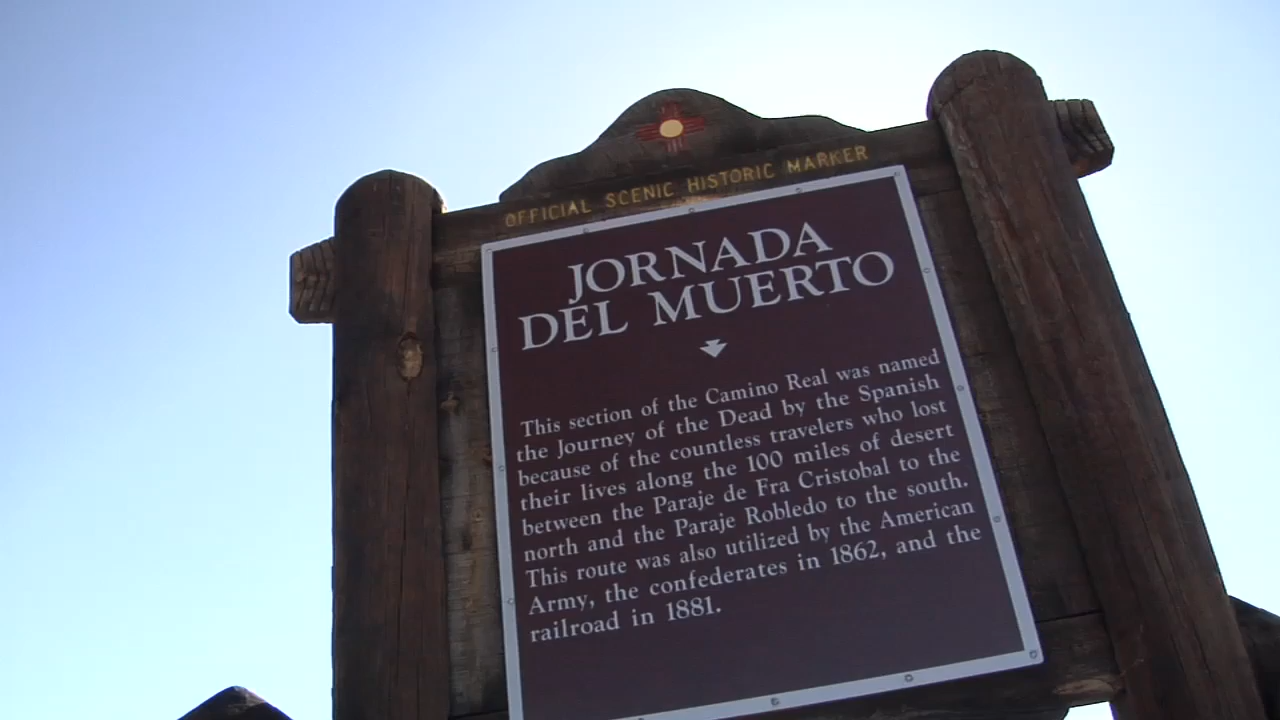 OFFICIAL SCENIC HISTORIC MARKER
JORNADA
DEL MUERTO
This section of the Camino Real was named
the Journey of the Dead by the Spanish
because of the countless travelers who lost
their lives along the 100 miles of desert
between the Paraje de Fra Cristobal to the
north and the Paraje Robledo to the south.
This route was also utilized by the American
Army, the confederates in 1862, and the
railroad in 1881.